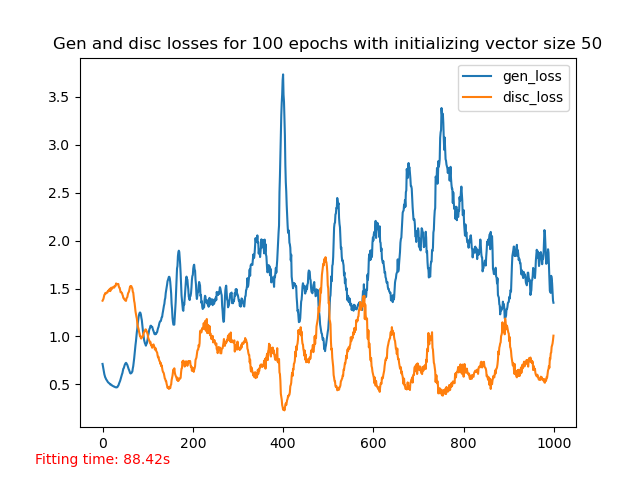 Gen and disc losses for 100 epochs with initializing vector size 50
gen_loss
disc_loss
3.5
3.0
2.5
2.0
1.5
1.0
0.5
0 200 400 600 800 1000
Fitting time: 88.42s